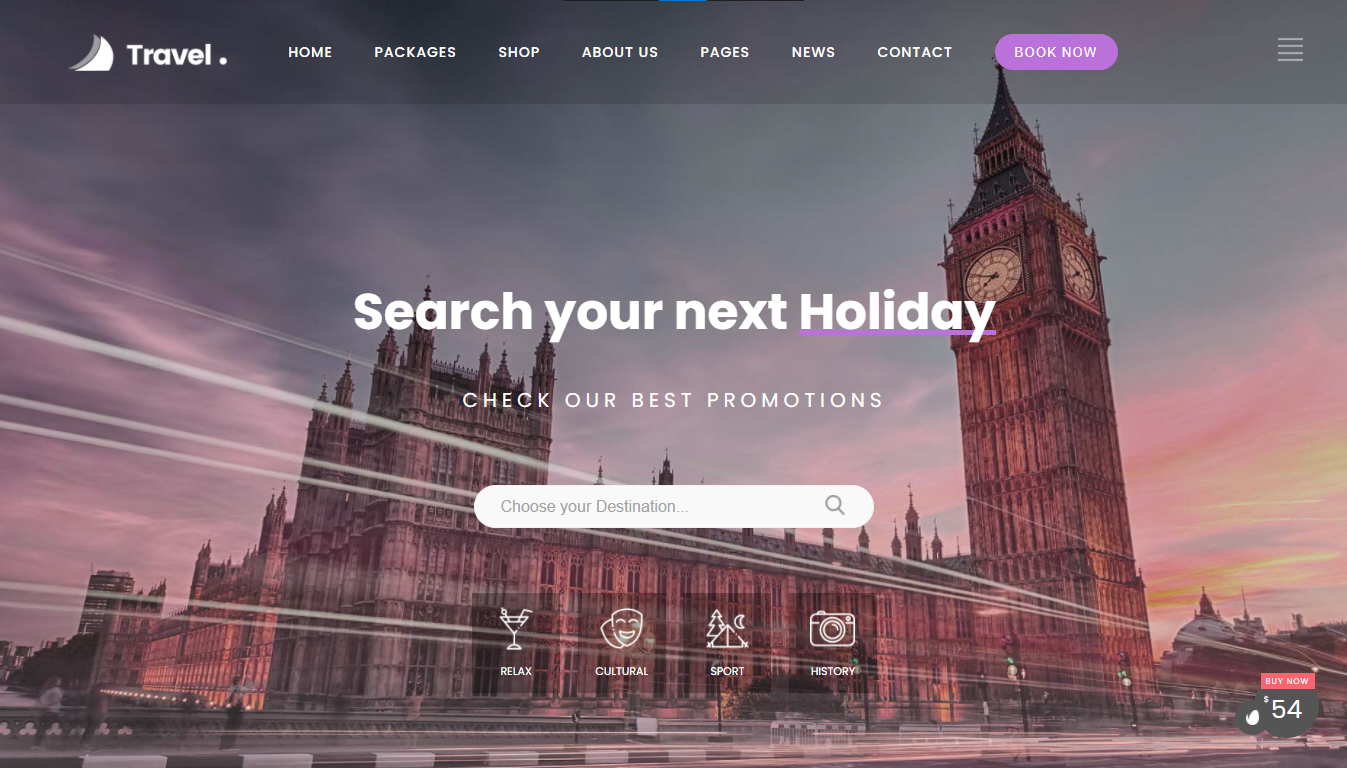 Travel .
HOME PACKAGES SHOP ABOUT US PAGES NEWS CONTACT BOOK NOW
Search your next Holiday
CHECK OUR BEST PROMOTIONS
Choose your Destination...
RELAX CULTURAL SPORT HISTORY
BUY NOW
$54